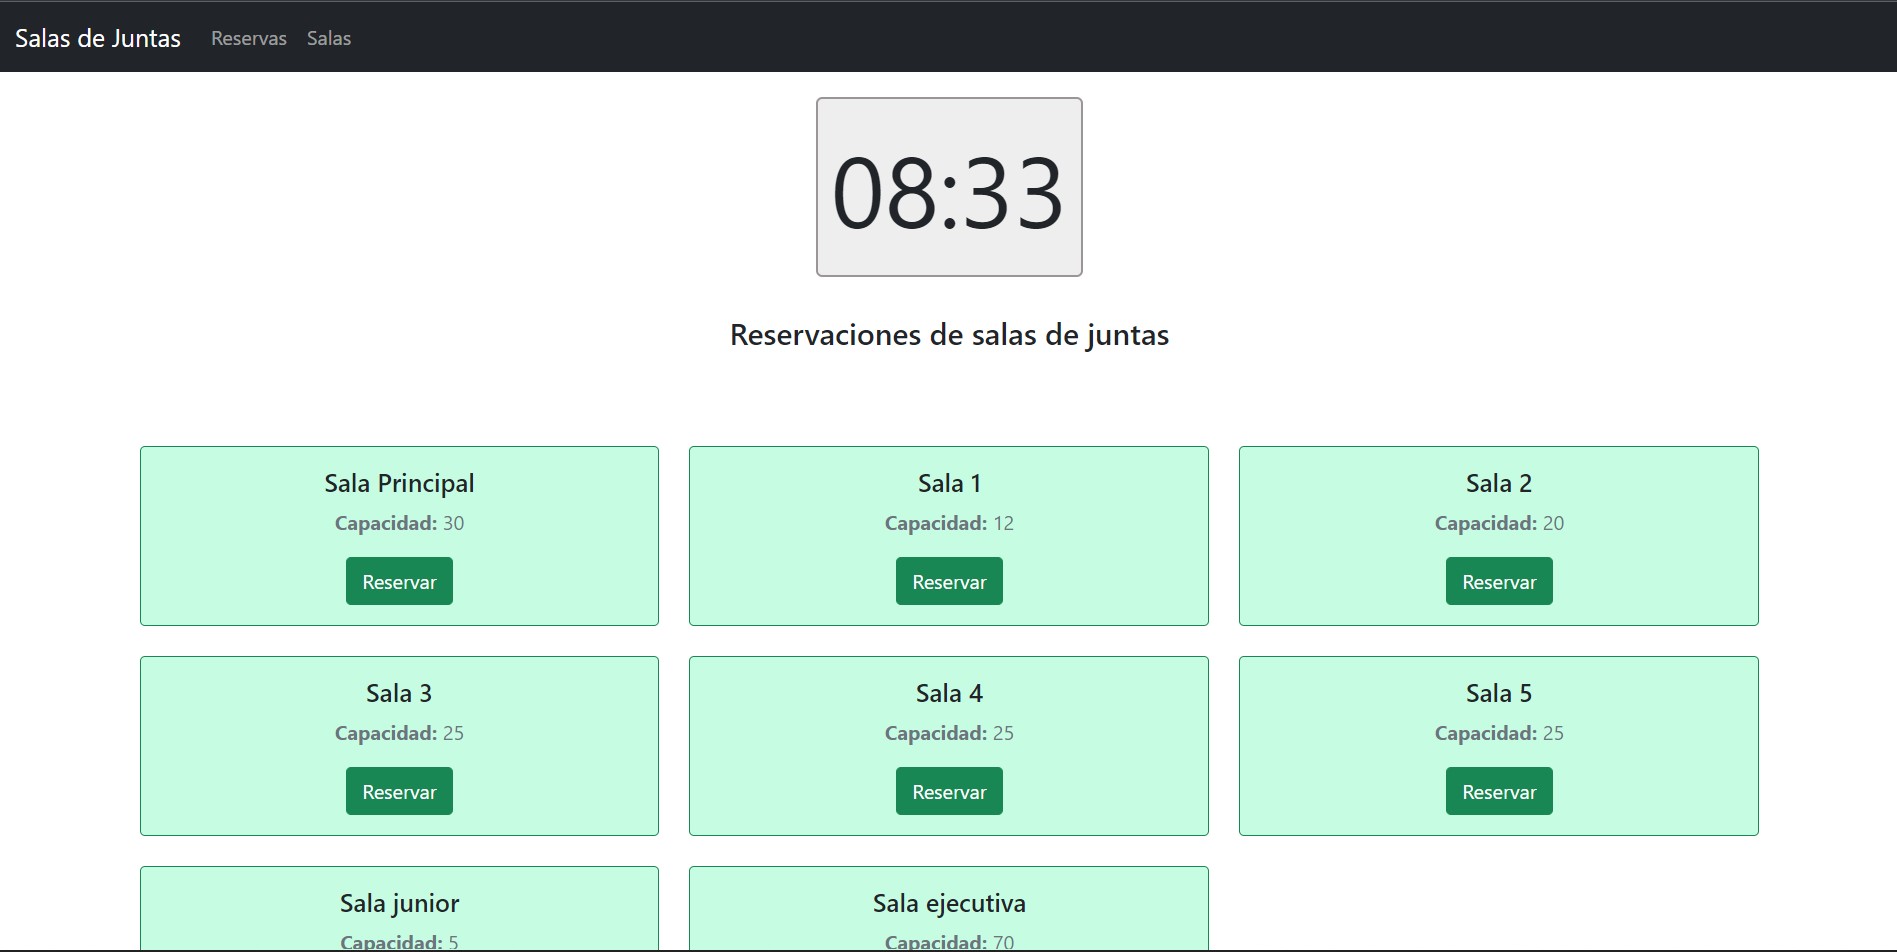 Salas de Juntas Reservas Salas
08:33
Reservaciones de salas de juntas
Sala Principal
Capacidad: 30
Reservar
Sala 1
Capacidad: 12
Reservar
Sala 2
Capacidad: 20
Reservar
Sala 3
Capacidad: 25
Reservar
Sala 4
Capacidad: 25
Reservar
Sala 5
Capacidad: 25
Reservar
Sala junior
Capacidad: 5
Sala ejecutiva
Capacidad: 70